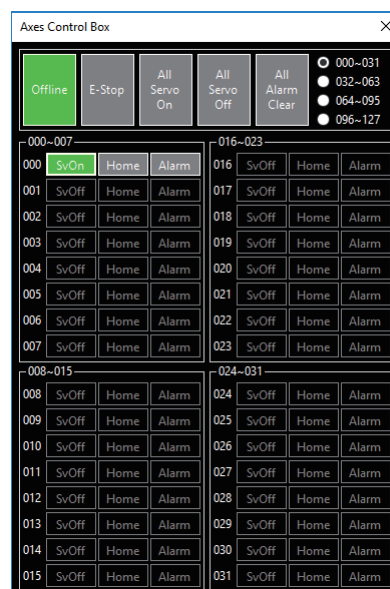 Axes Control Box
Offline E-Stop All Servo On All Servo Off All Alarm Clear
000~031
032~063
064~095
096~127
000~007
000 SvOn Home Alarm
001 SvOff Home Alarm
002 SvOff Home Alarm
003 SvOff Home Alarm
004 SvOff Home Alarm
005 SvOff Home Alarm
006 SvOff Home Alarm
007 SvOff Home Alarm
016~023
016 SvOff Home Alarm
017 SvOff Home Alarm
018 SvOff Home Alarm
019 SvOff Home Alarm
020 SvOff Home Alarm
021 SvOff Home Alarm
022 SvOff Home Alarm
023 SvOff Home Alarm
008~015
008 SvOff Home Alarm
009 SvOff Home Alarm
010 SvOff Home Alarm
011 SvOff Home Alarm
012 SvOff Home Alarm
013 SvOff Home Alarm
014 SvOff Home Alarm
015 SvOff Home Alarm
024~031
024 SvOff Home Alarm
025 SvOff Home Alarm
026 SvOff Home Alarm
027 SvOff Home Alarm
028 SvOff Home Alarm
029 SvOff Home Alarm
030 SvOff Home Alarm
031 SvOff Home Alarm